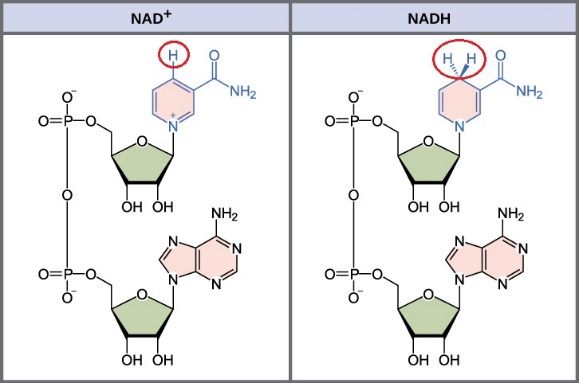 NAD⁺ NADH
H O H H O
NH₂ NH₂
O⁻ N⁺ O⁻ N
O=P–O O O=P–O O
OH OH OH OH
O NH₂ O NH₂
N N N N
O=P–O N N O=P–O N N
O⁻ O O⁻ O
OH OH OH OH